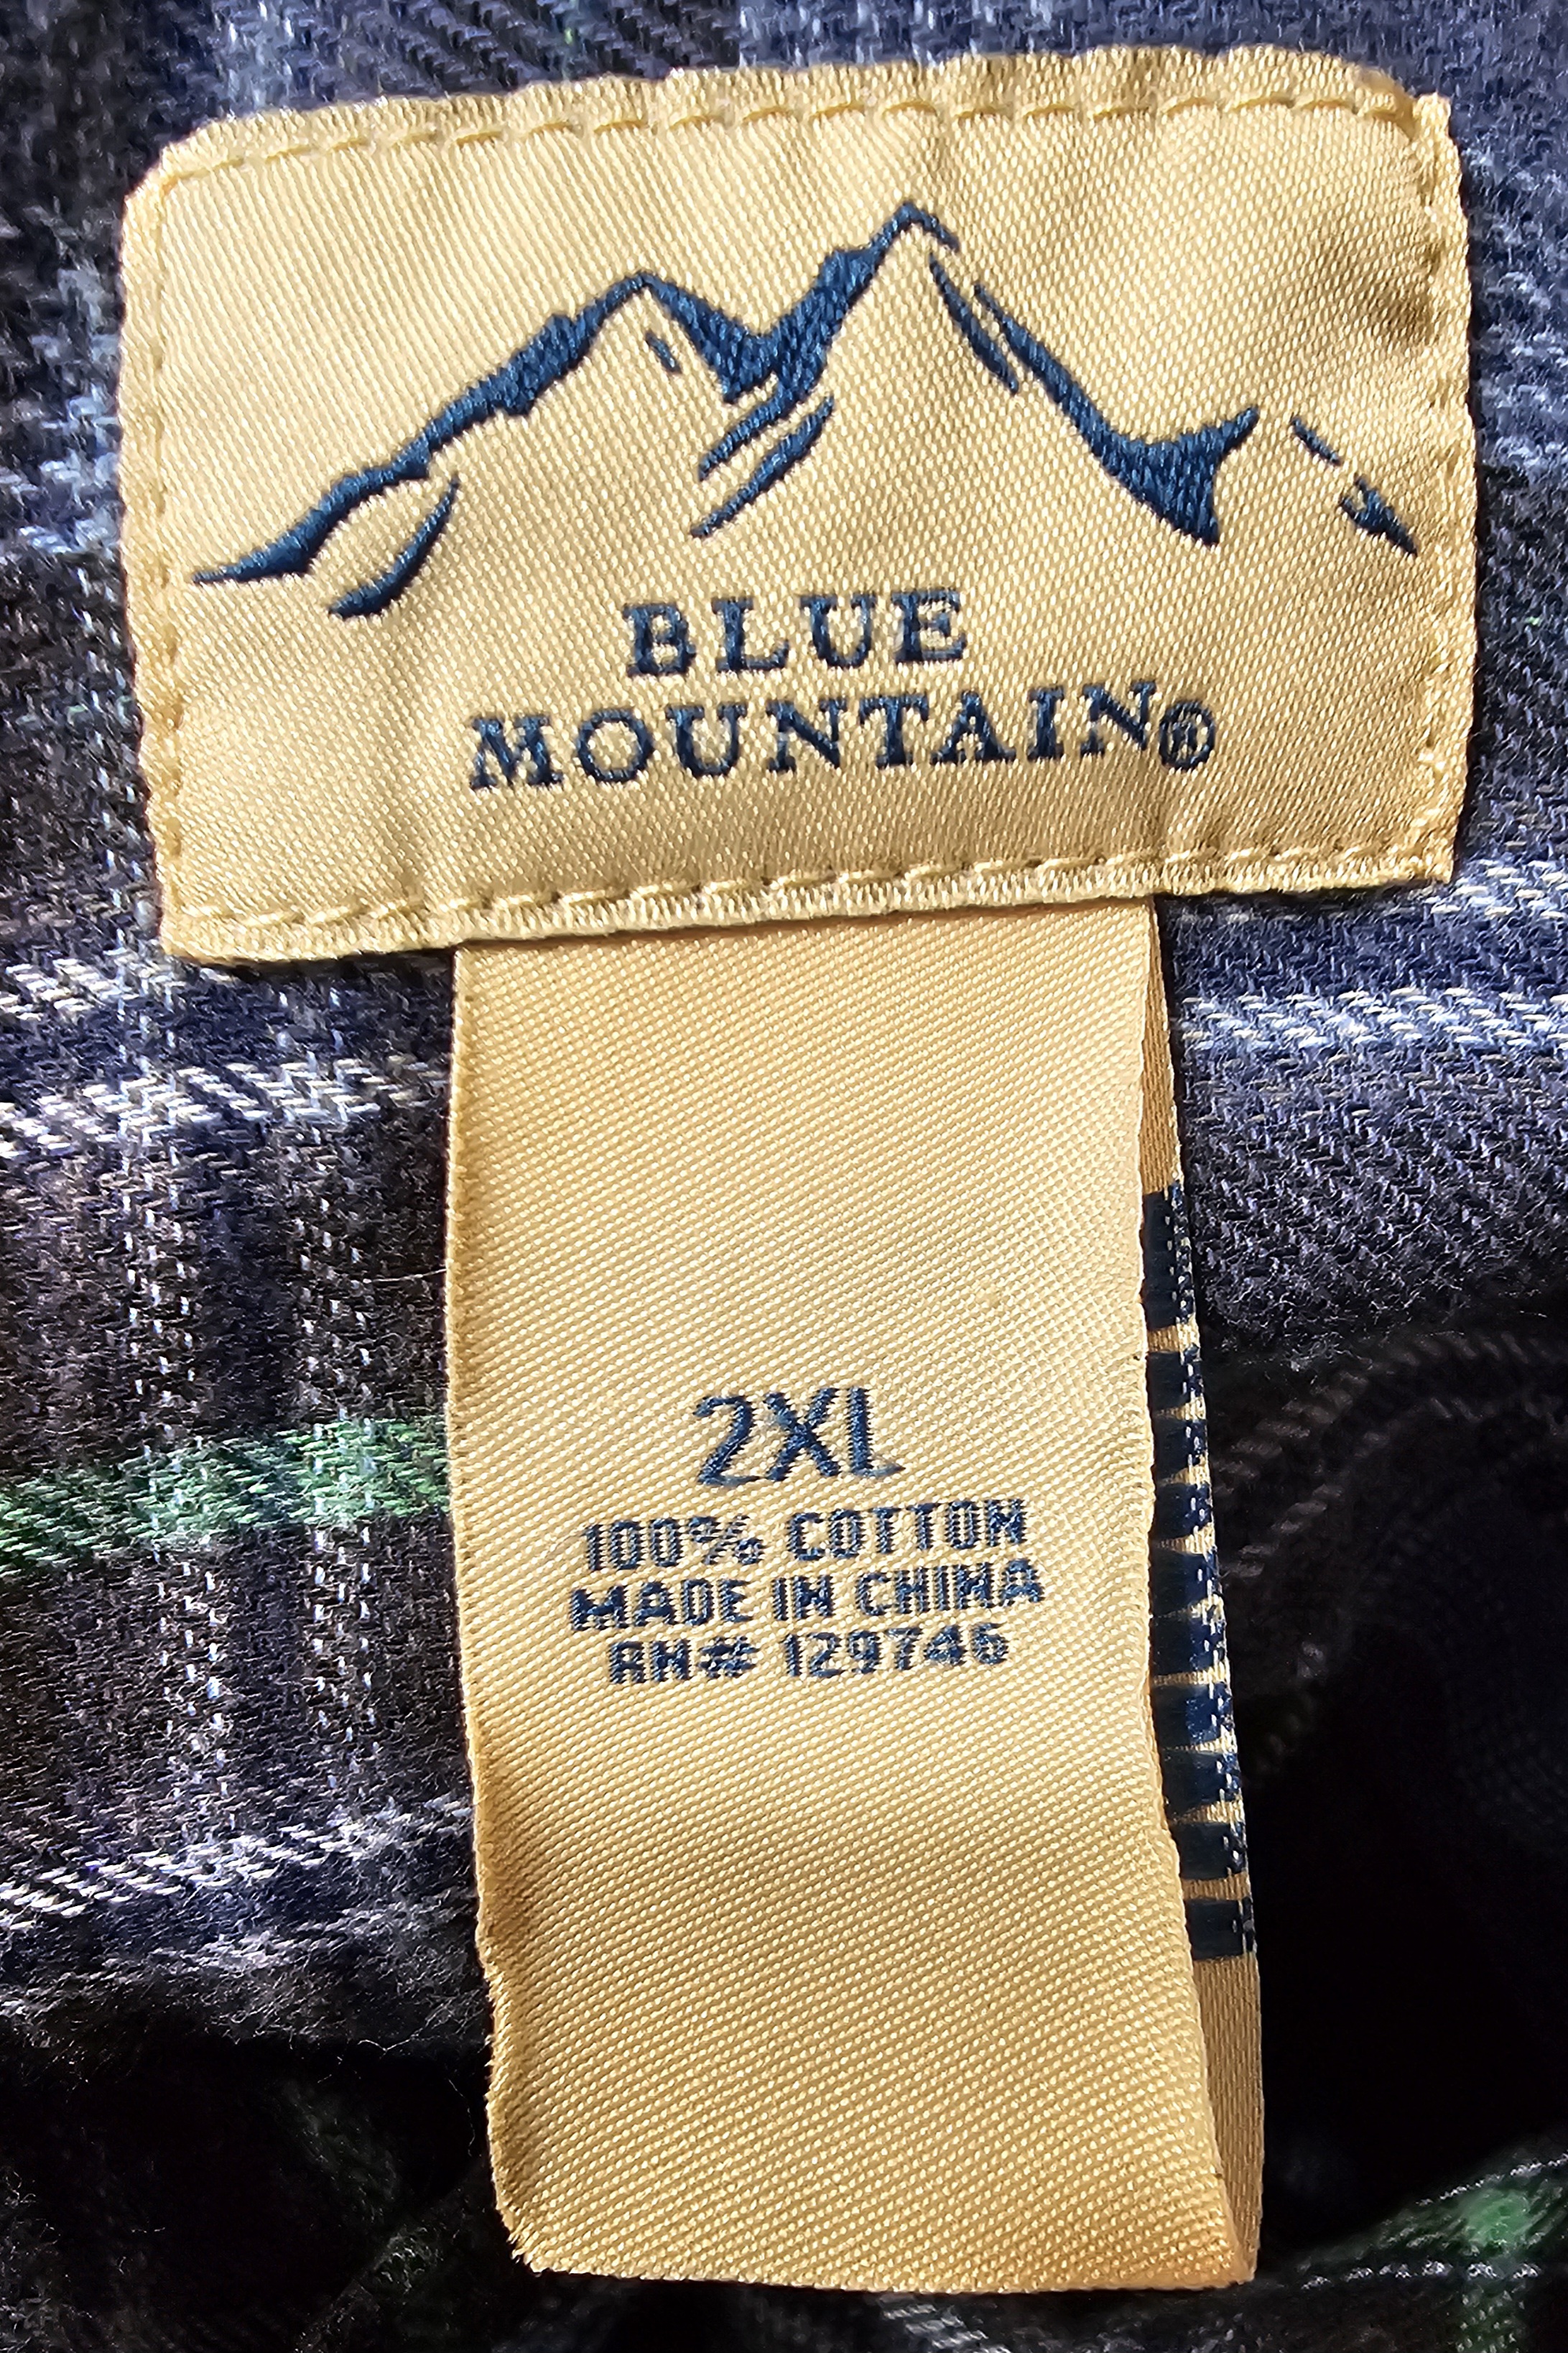 BLUE
MOUNTAIN®
2XL
100% COTTON
MADE IN CHINA
RN# 129746